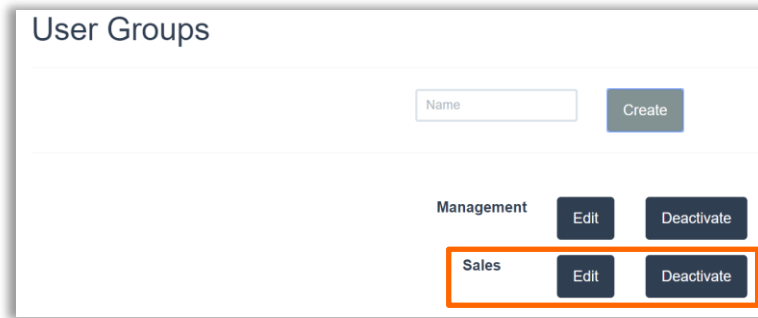 User Groups
Name Create
Management Edit Deactivate
Sales Edit Deactivate